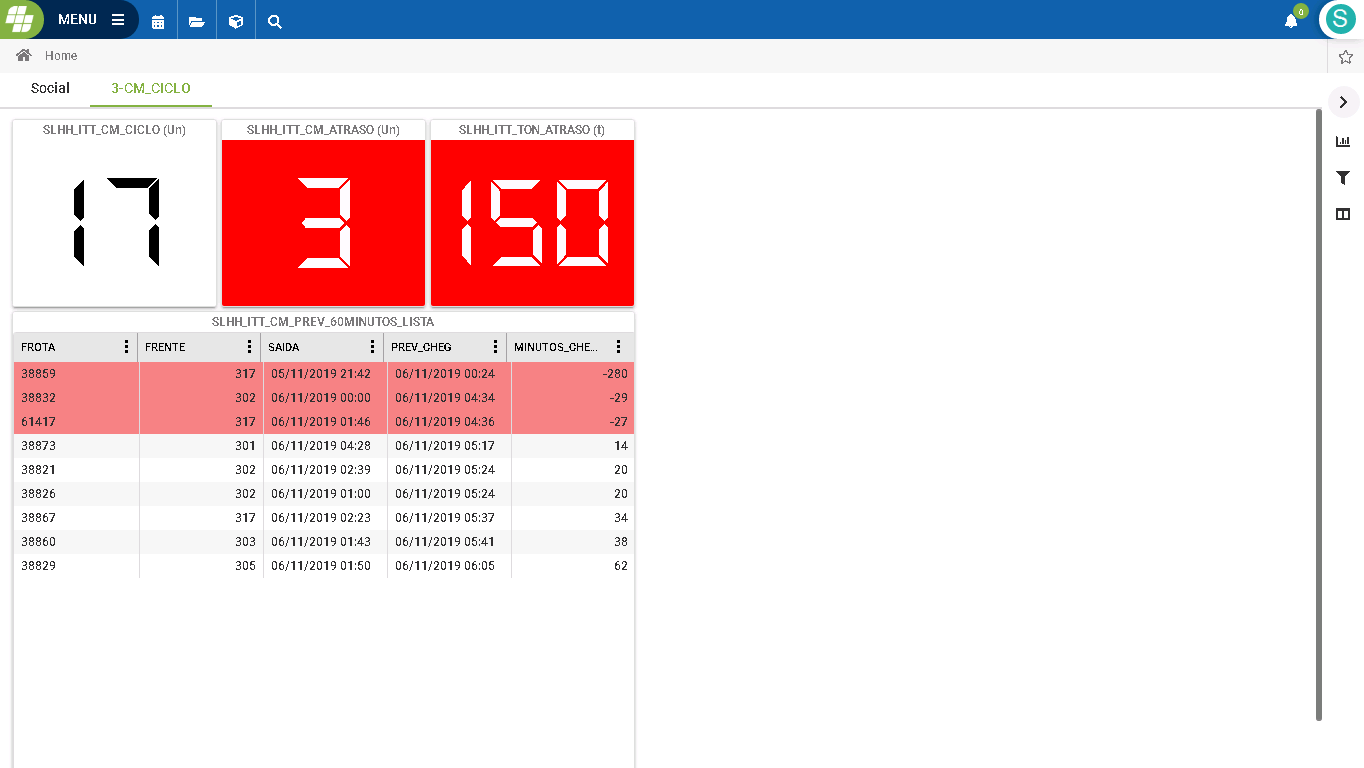 MENU
0
S
Home
Social 3-CM_CICLO
SLHH_ITT_CM_CICLO (Un) SLHH_ITT_CM_ATRASO (Un) SLHH_ITT_TON_ATRASO (t)
17 3 150
SLHH_ITT_CM_PREV_60MINUTOS_LISTA
FROTA FRENTE SAIDA PREV_CHEG MINUTOS_CHE...
38859 317 05/11/2019 21:42 06/11/2019 00:24 -280
38832 302 06/11/2019 00:00 06/11/2019 04:34 -29
61417 317 06/11/2019 01:46 06/11/2019 04:36 -27
38873 301 06/11/2019 04:28 06/11/2019 05:17 14
38821 302 06/11/2019 02:39 06/11/2019 05:24 20
38826 302 06/11/2019 01:00 06/11/2019 05:24 20
38867 317 06/11/2019 02:23 06/11/2019 05:37 34
38860 303 06/11/2019 01:43 06/11/2019 05:41 38
38829 305 06/11/2019 01:50 06/11/2019 06:05 62